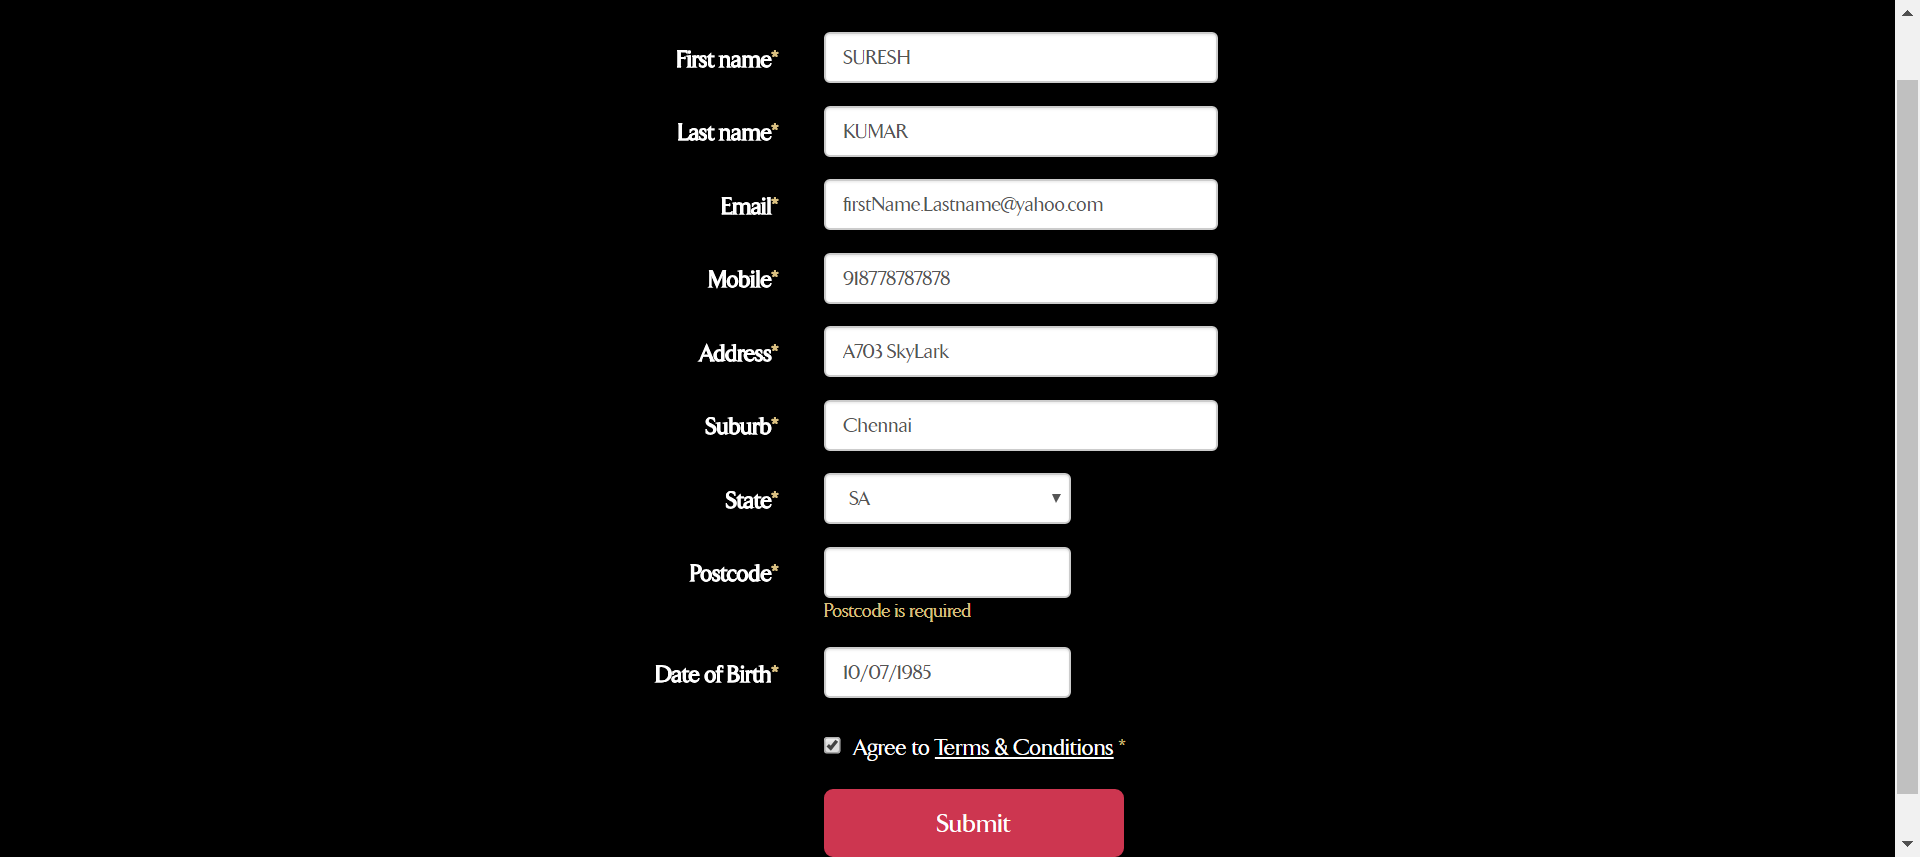 First name* SURESH
Last name* KUMAR
Email* firstName.Lastname@yahoo.com
Mobile* 918778787878
Address* A703 SkyLark
Suburb* Chennai
State* SA
Postcode*
Postcode is required
Date of Birth* 10/07/1985
Agree to Terms & Conditions *
Submit